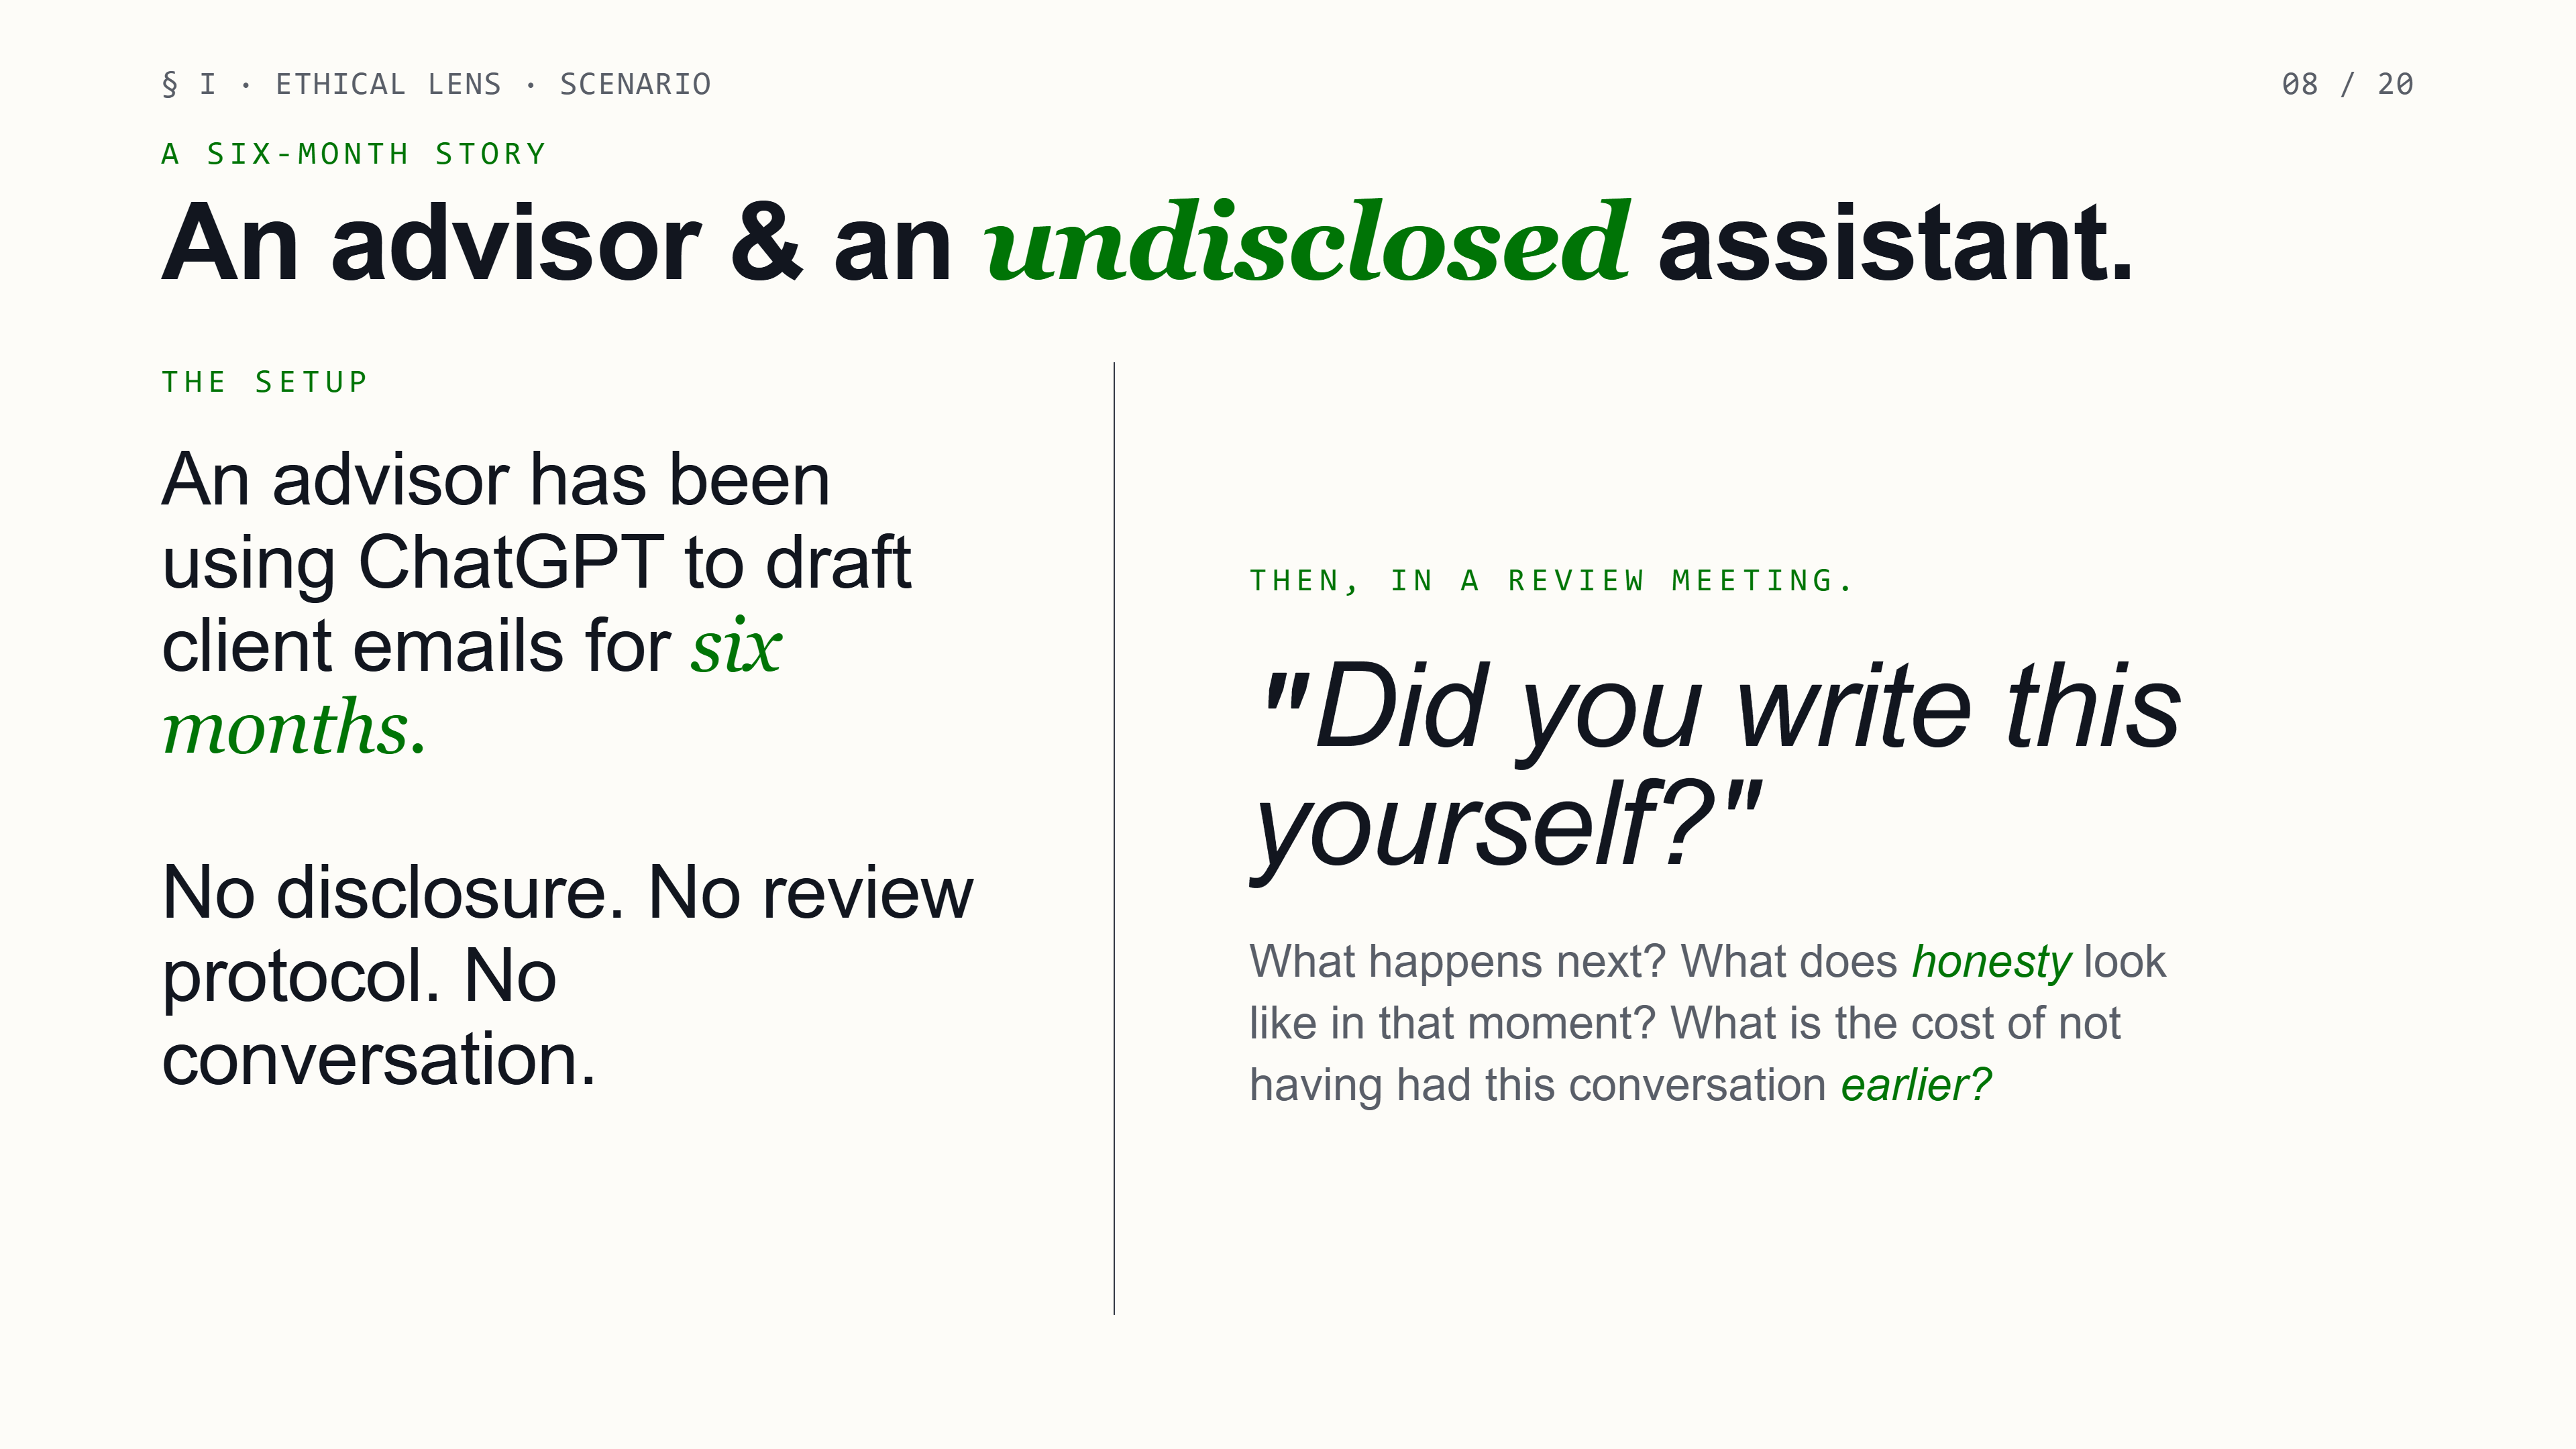 § I · ETHICAL LENS · SCENARIO
08 / 20
A SIX-MONTH STORY
An advisor & an undisclosed assistant.
THE SETUP
An advisor has been
using ChatGPT to draft
client emails for six
months.
No disclosure. No review
protocol. No
conversation.
THEN, IN A REVIEW MEETING.
"Did you write this
yourself?"
What happens next? What does honesty look
like in that moment? What is the cost of not
having had this conversation earlier?